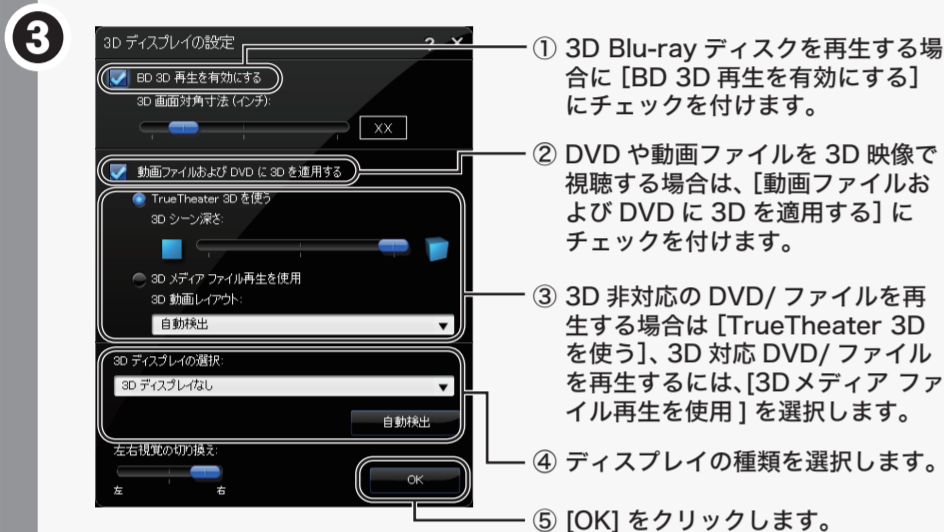 3
3D ディスプレイの設定 ? X
BD 3D 再生を有効にする
3D 画面対角寸法 (インチ):
XX
動画ファイルおよび DVD に 3D を適用する
TrueTheater 3D を使う
3D シーン深さ:
3D メディア ファイル再生を使用
3D 動画レイアウト:
自動検出
3D ディスプレイの選択:
3D ディスプレイなし
自動検出
左右視覚の切り換え:
左 右
OK
① 3D Blu-ray ディスクを再生する場
合に [BD 3D 再生を有効にする]
にチェックを付けます。
② DVD や動画ファイルを 3D 映像で
視聴する場合は、[動画ファイルお
よび DVD に 3D を適用する] に
チェックを付けます。
③ 3D 非対応の DVD/ ファイルを再
生する場合は [TrueTheater 3D
を使う]、3D 対応 DVD/ ファイル
を再生するには、[3Dメディア ファ
イル再生を使用 ] を選択します。
④ ディスプレイの種類を選択します。
⑤ [OK] をクリックします。